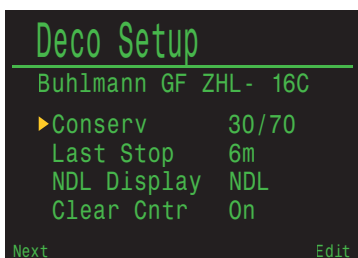 Deco Setup
Buhlmann GF ZHL- 16C
Conserv 30/70
Last Stop 6m
NDL Display NDL
Clear Cntr On
Next Edit